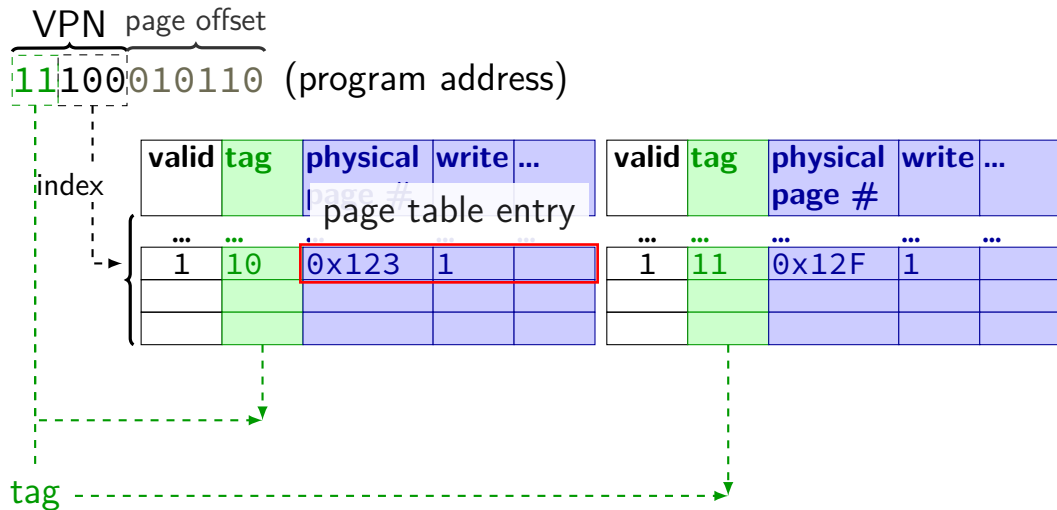 VPN page offset
11100010110 (program address)
valid tag physical page # write ... valid tag physical page # write ...
index
page table entry
... ... ... ... ... ... ... ... ... ...
1 10 0x123 1 1 11 0x12F 1
tag